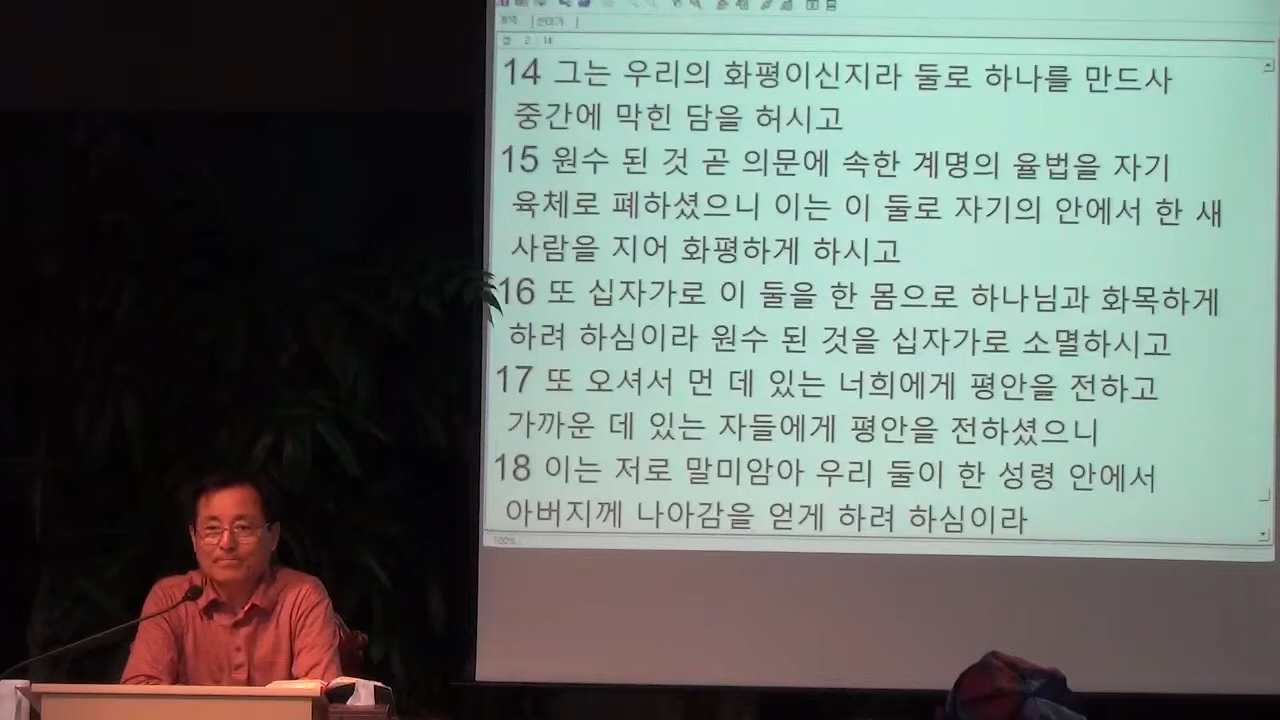 14
14 그는 우리의 화평이신지라 둘로 하나를 만드사
중간에 막힌 담을 허시고
15 원수 된 것 곧 의문에 속한 계명의 율법을 자기
육체로 폐하셨으니 이는 이 둘로 자기의 안에서 한 새
사람을 지어 화평하게 하시고
16 또 십자가로 이 둘을 한 몸으로 하나님과 화목하게
하려 하심이라 원수 된 것을 십자가로 소멸하시고
17 또 오셔서 먼 데 있는 너희에게 평안을 전하고
가까운 데 있는 자들에게 평안을 전하셨으니
18 이는 저로 말미암아 우리 둘이 한 성령 안에서
아버지께 나아감을 얻게 하려 하심이라
100%